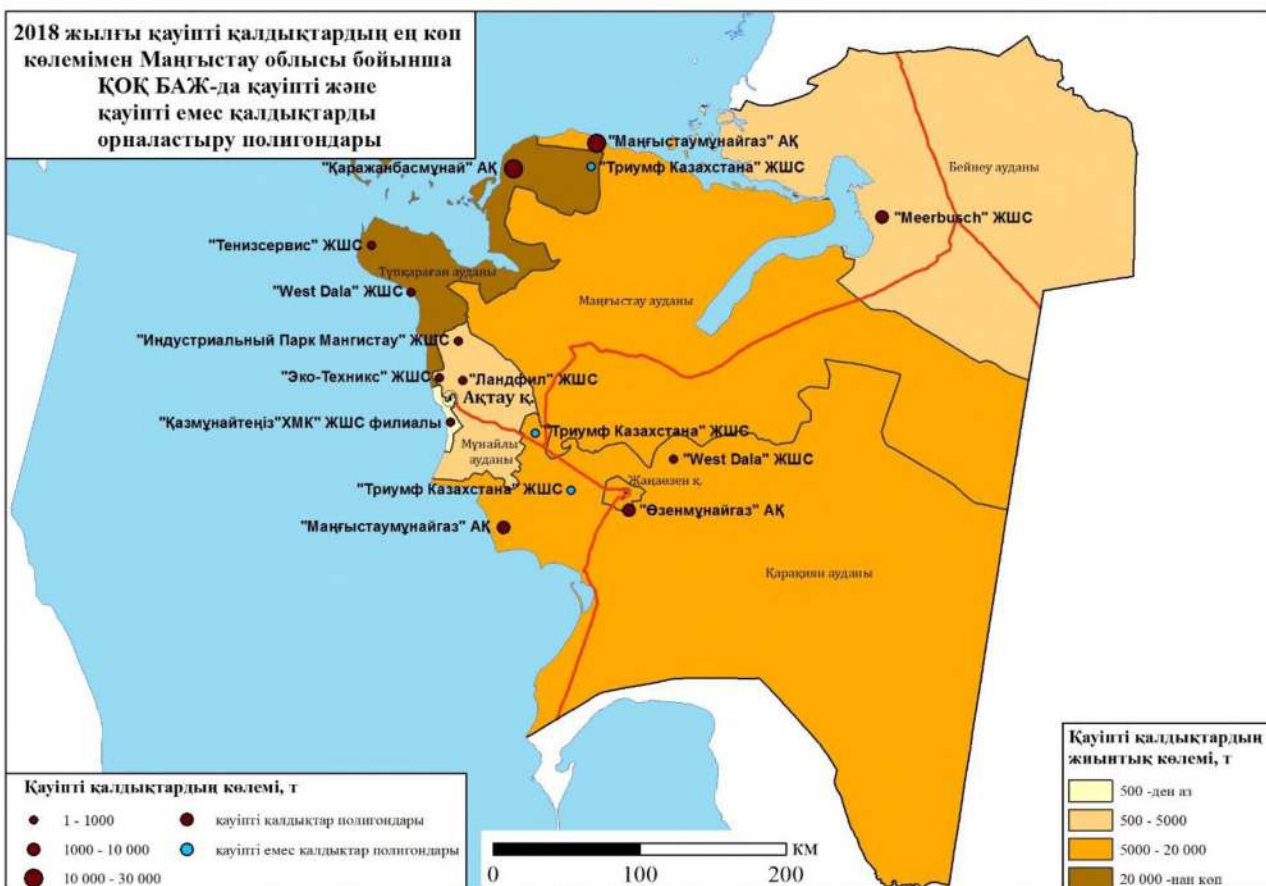 2018 жылғы қауіпті қалдықтардың ең көп
көлемімен Маңғыстау облысы бойынша
ҚОҚ БАЖ-да қауіпті және
қауіпті емес қалдықтарды
орналастыру полигондары
"Маңғыстаумұнайгаз" АҚ
"Қаражанбасмұнай" АҚ
"Триумф Казахстана" ЖШС
Бейнеу ауданы
"Meerbusch" ЖШС
"Тенизсервис" ЖШС
Түпқараған ауданы
"West Dala" ЖШС
Маңғыстау ауданы
"Индустриальный Парк Мангистау" ЖШС
"Эко-Техникс" ЖШС
"Ландфил" ЖШС
Ақтау қ.
"Қазмұнайтеңіз"ХМК" ЖШС филиалы
"Триумф Казахстана" ЖШС
Мұнайлы
ауданы
"West Dala" ЖШС
Жаңаөзен қ.
"Триумф Казахстана" ЖШС
"Өзенмұнайгаз" АҚ
"Маңғыстаумұнайгаз" АҚ
Қарақиян ауданы
Қауіпті қалдықтардың көлемі, т
1 - 1000
1000 - 10 000
10 000 - 30 000
қауіпті қалдықтар полигондары
қауіпті емес қалдықтар полигондары
КМ
0 100 200
Қауіпті қалдықтардың
жиынтық көлемі, т
500 -ден аз
500 - 5000
5000 - 20 000
20 000 -нан көп